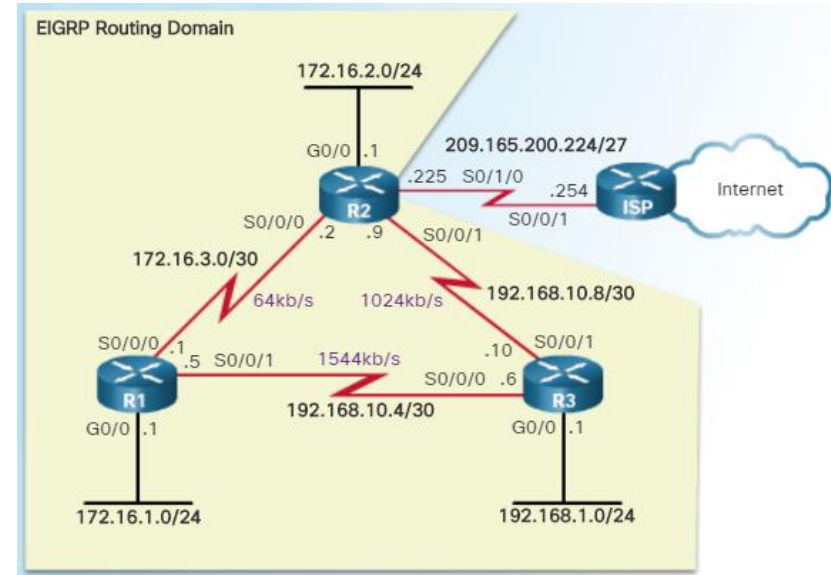 EIGRP Routing Domain
172.16.2.0/24
G0/0 .1
209.165.200.224/27
.225 S0/1/0
.254
Internet
R2
ISP
S0/0/1
S0/0/0
.2 .9
S0/0/1
172.16.3.0/30
192.168.10.8/30
64kb/s
1024kb/s
S0/0/0 .1
.5 S0/0/1
1544kb/s
.10 S0/0/1
S0/0/0 .6
R1
R3
192.168.10.4/30
G0/0 .1
G0/0 .1
172.16.1.0/24
192.168.1.0/24